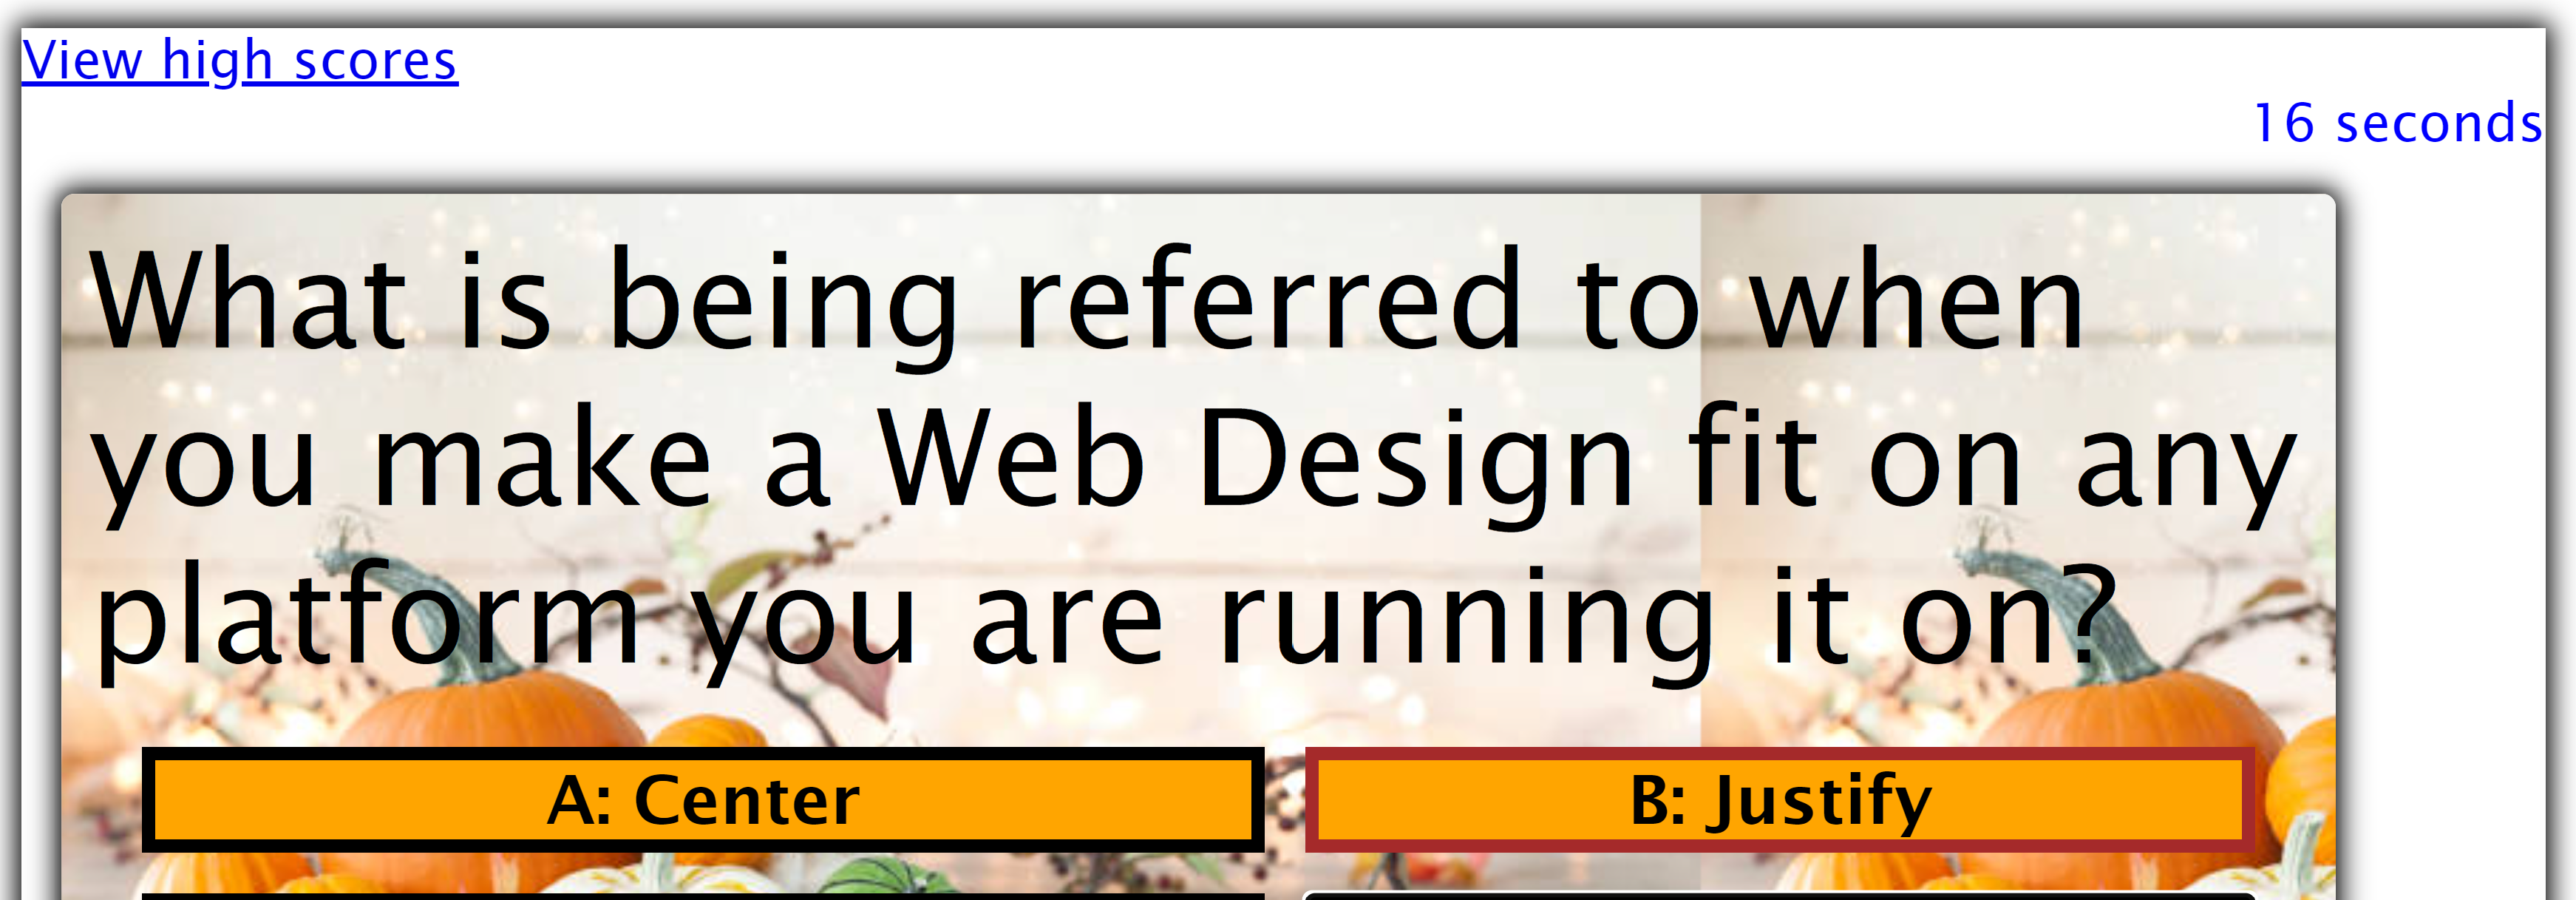 View high scores
16 seconds
What is being referred to when
you make a Web Design fit on any
platform you are running it on?
A: Center
B: Justify